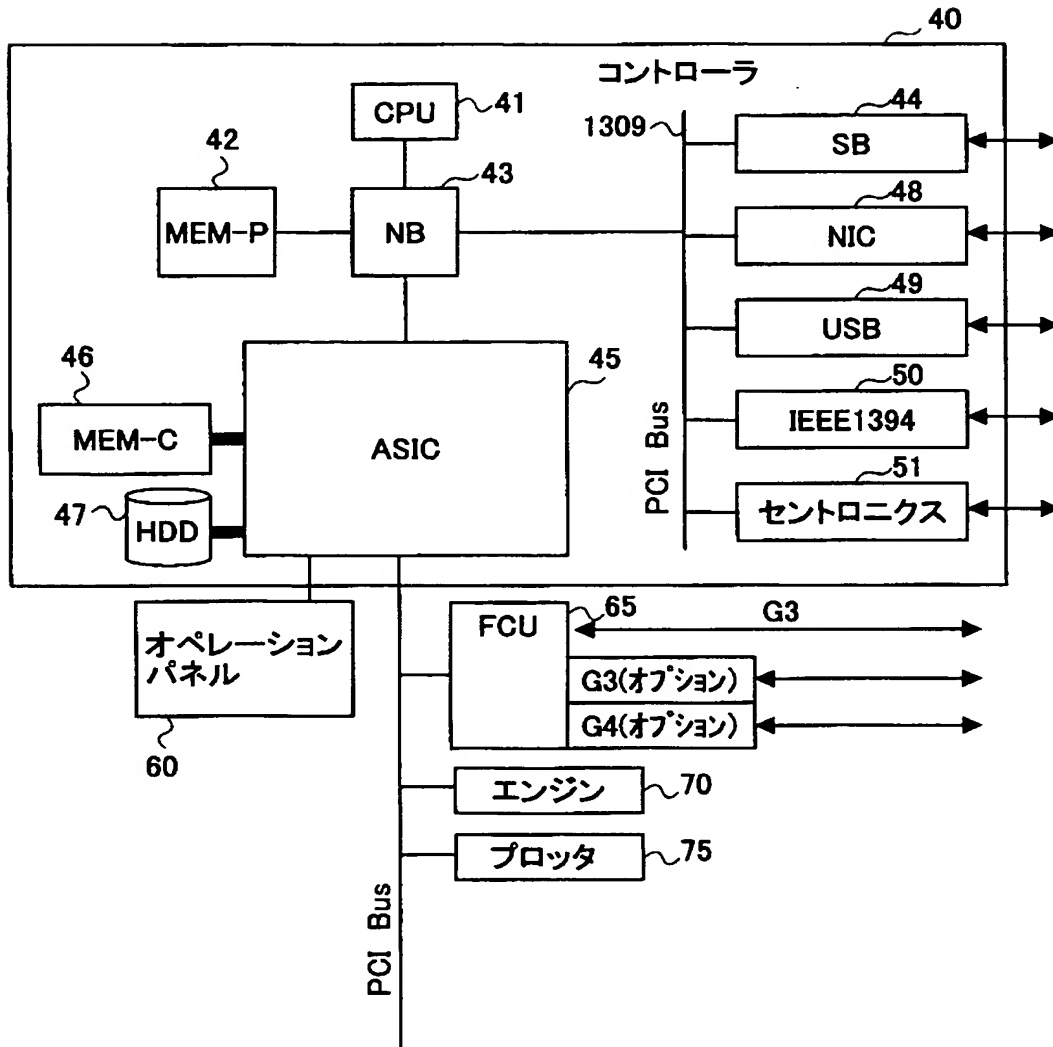 40
コントローラ
CPU
41
1309
44
SB
42
43
MEM-P
NB
48
NIC
49
USB
46
45
50
MEM-C
ASIC
IEEE1394
PCI Bus
51
47
HDD
セントロニクス
オペレーション
パネル
60
FCU
65
G3
G3(オプション)
G4(オプション)
エンジン
70
プロッタ
75
PCI Bus